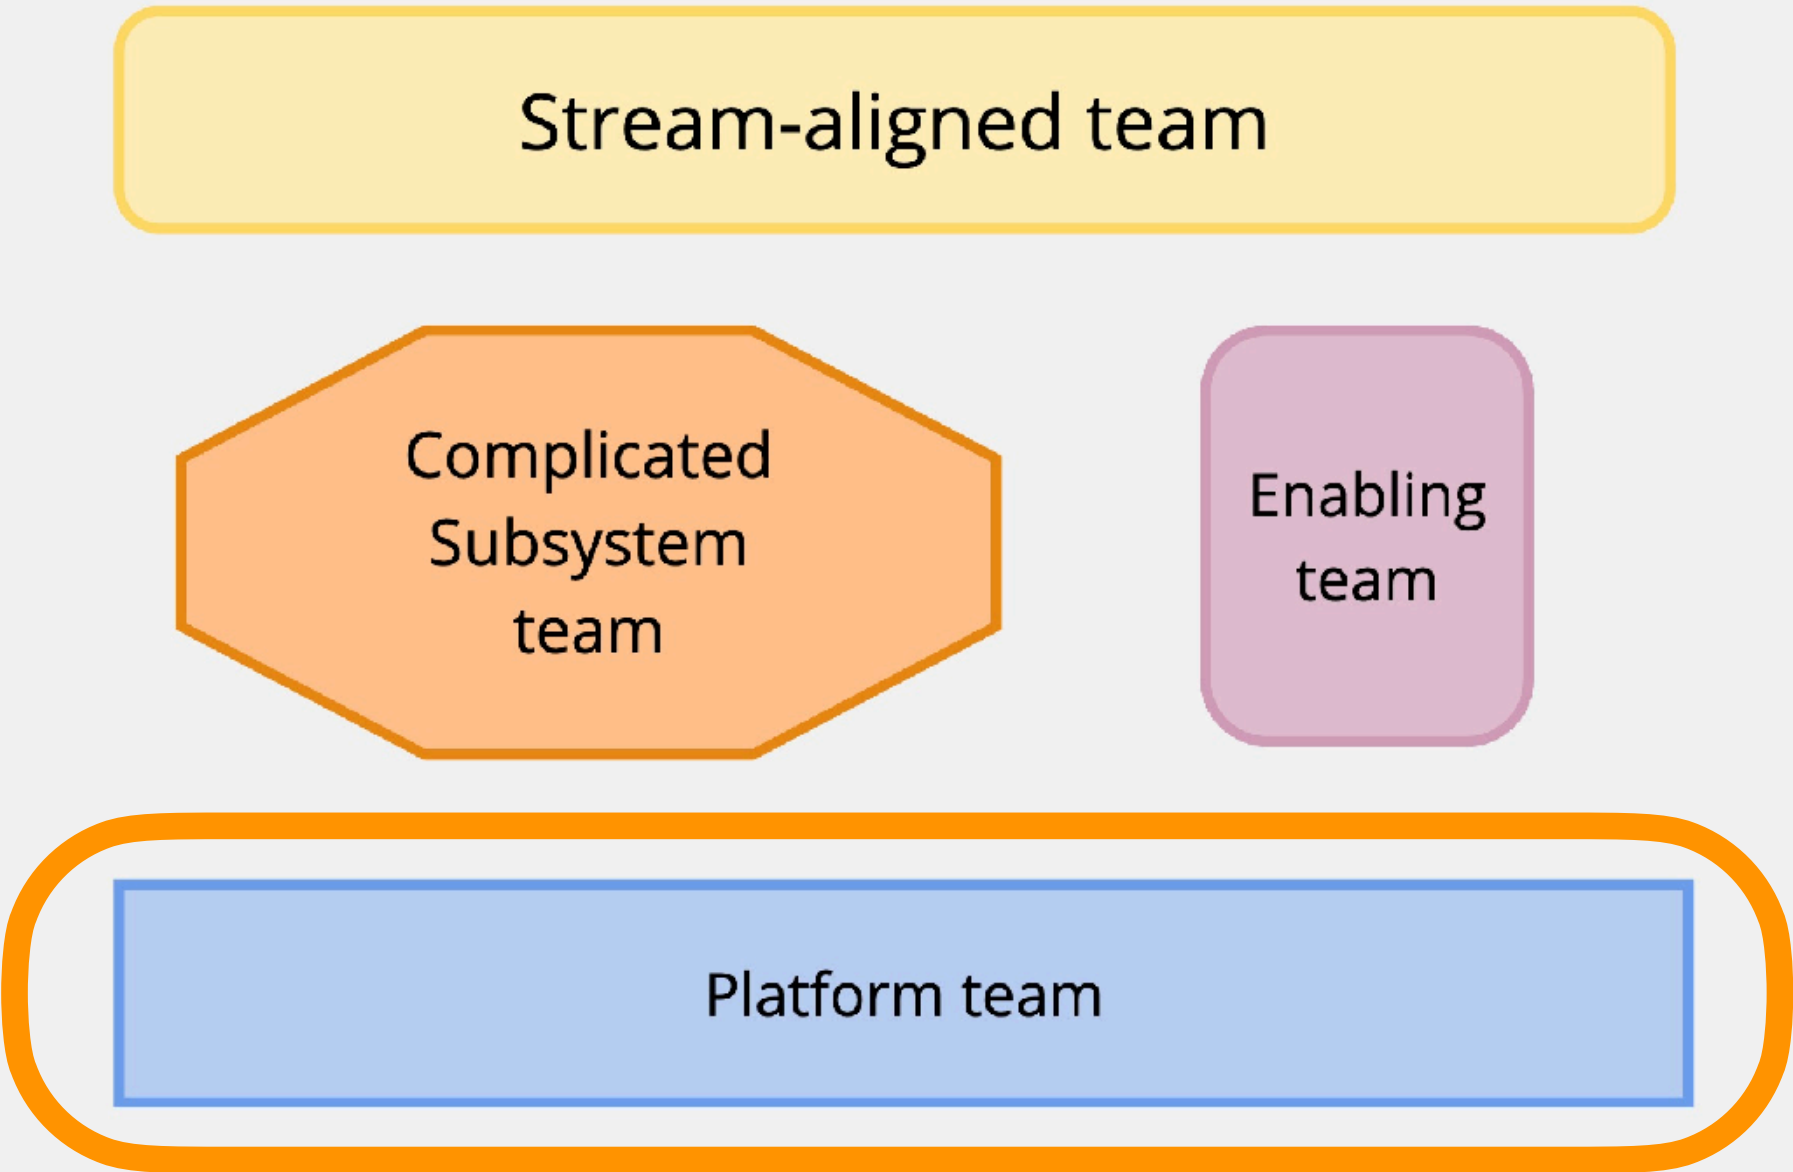 Stream-aligned team
Complicated
Subsystem
team
Enabling
team
Platform team